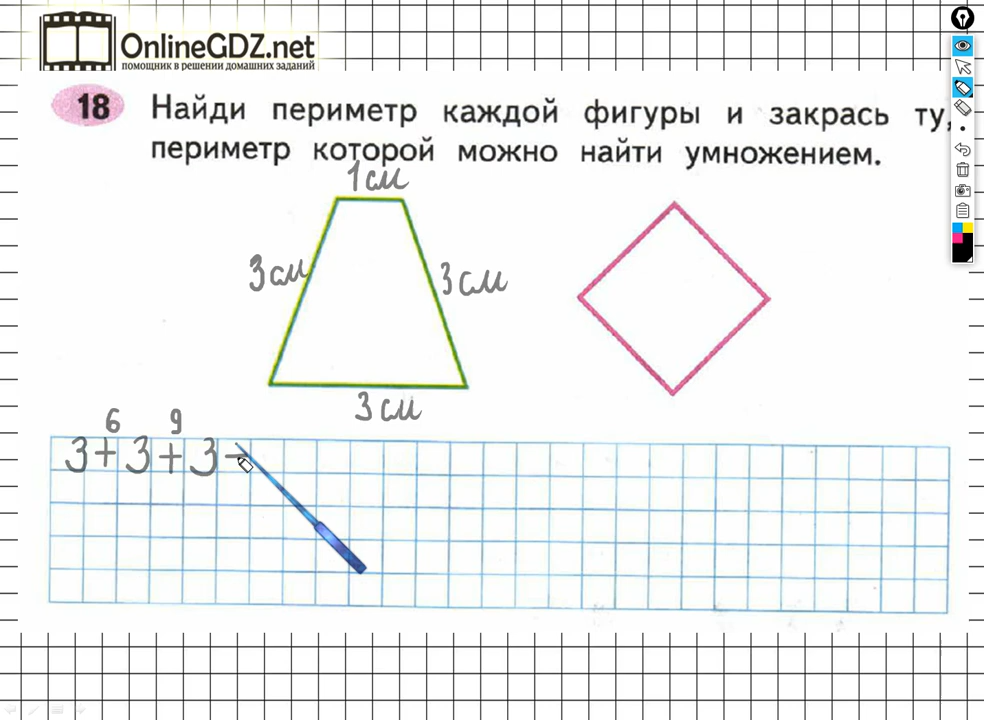 OnlineGDZ.net
помощник в решении домашних заданий
18 Найди периметр каждой фигуры и закрась ту,
периметр которой можно найти умножением.
1 см
3 см
3 см
3 см
6 9
3 + 3 + 3 -